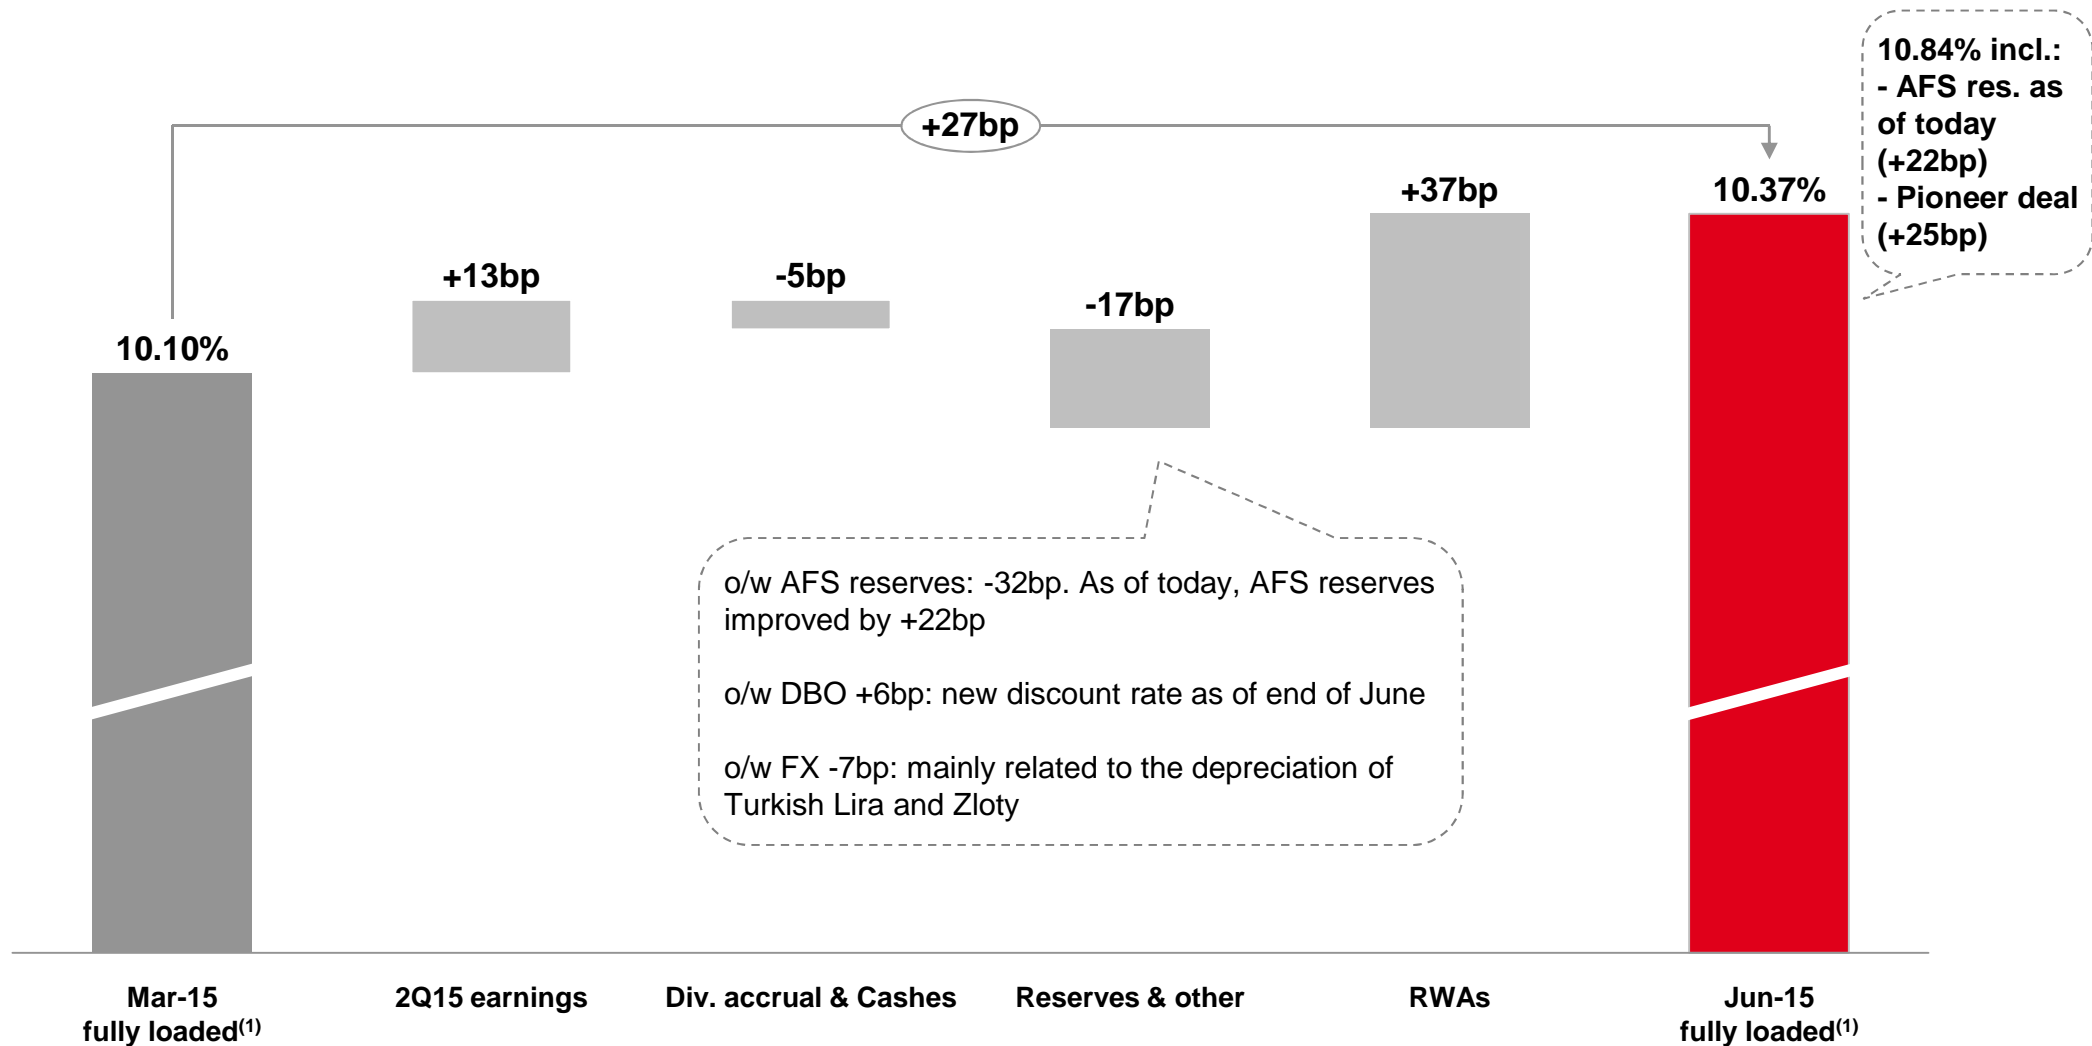 10.84% incl.:
- AFS res. as
of today
(+22bp)
- Pioneer deal
(+25bp)
+27bp
10.10%
+13bp
-5bp
-17bp
+37bp
10.37%
o/w AFS reserves: -32bp. As of today, AFS reserves
improved by +22bp
o/w DBO +6bp: new discount rate as of end of June
o/w FX -7bp: mainly related to the depreciation of
Turkish Lira and Zloty
Mar-15
fully loaded(1)
2Q15 earnings
Div. accrual & Cashes
Reserves & other
RWAs
Jun-15
fully loaded(1)